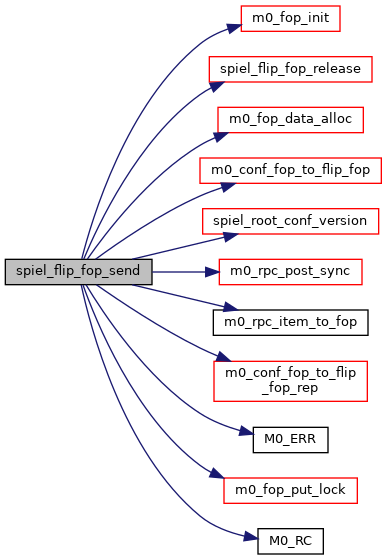 m0_fop_init
spiel_flip_fop_release
m0_fop_data_alloc
m0_conf_fop_to_flip_fop
spiel_root_conf_version
spiel_flip_fop_send
m0_rpc_post_sync
m0_rpc_item_to_fop
m0_conf_fop_to_flip
_fop_rep
M0_ERR
m0_fop_put_lock
M0_RC